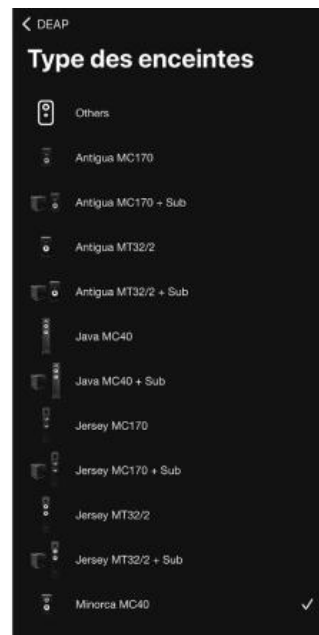 DEAP
Type des enceintes
Others
Antigua MC170
Antigua MC170 + Sub
Antigua MT32/2
Antigua MT32/2 + Sub
Java MC40
Java MC40 + Sub
Jersey MC170
Jersey MC170 + Sub
Jersey MT32/2
Jersey MT32/2 + Sub
Minorca MC40